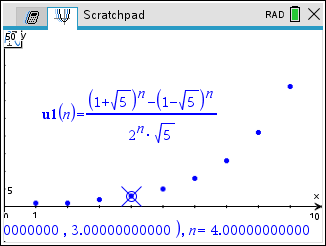 Scratchpad RAD
50 y
u1(n)=((1+√5)^n−(1−√5)^n)/(2^n·√5)
5
x
0 1 10
0000000 , 3.00000000000 ), n= 4.00000000000